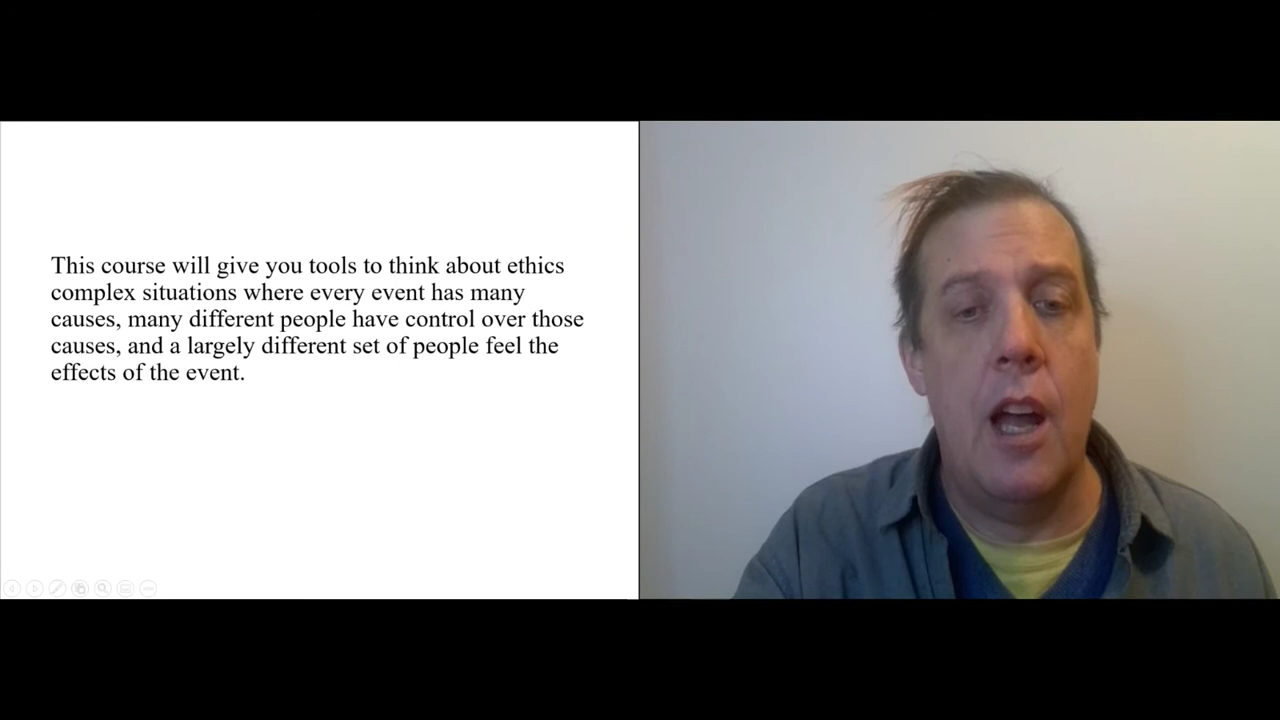 This course will give you tools to think about ethics
complex situations where every event has many
causes, many different people have control over those
causes, and a largely different set of people feel the
effects of the event.